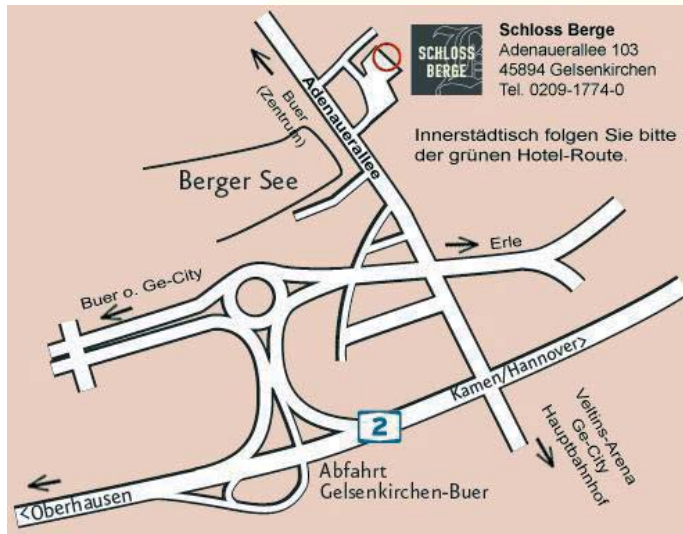 SCHLOSS
BERGE
Schloss Berge
Adenauerallee 103
45894 Gelsenkirchen
Tel. 0209-1774-0
Innerstädtisch folgen Sie bitte
der grünen Hotel-Route.
Buer
(Zentrum)
Adenauerallee
Berger See
Erle
Buer o. Ge-City
Kamen/Hannover>
2
Veltins-Arena
Ge-City
Hauptbahnhof
Abfahrt
Gelsenkirchen-Buer
<Oberhausen